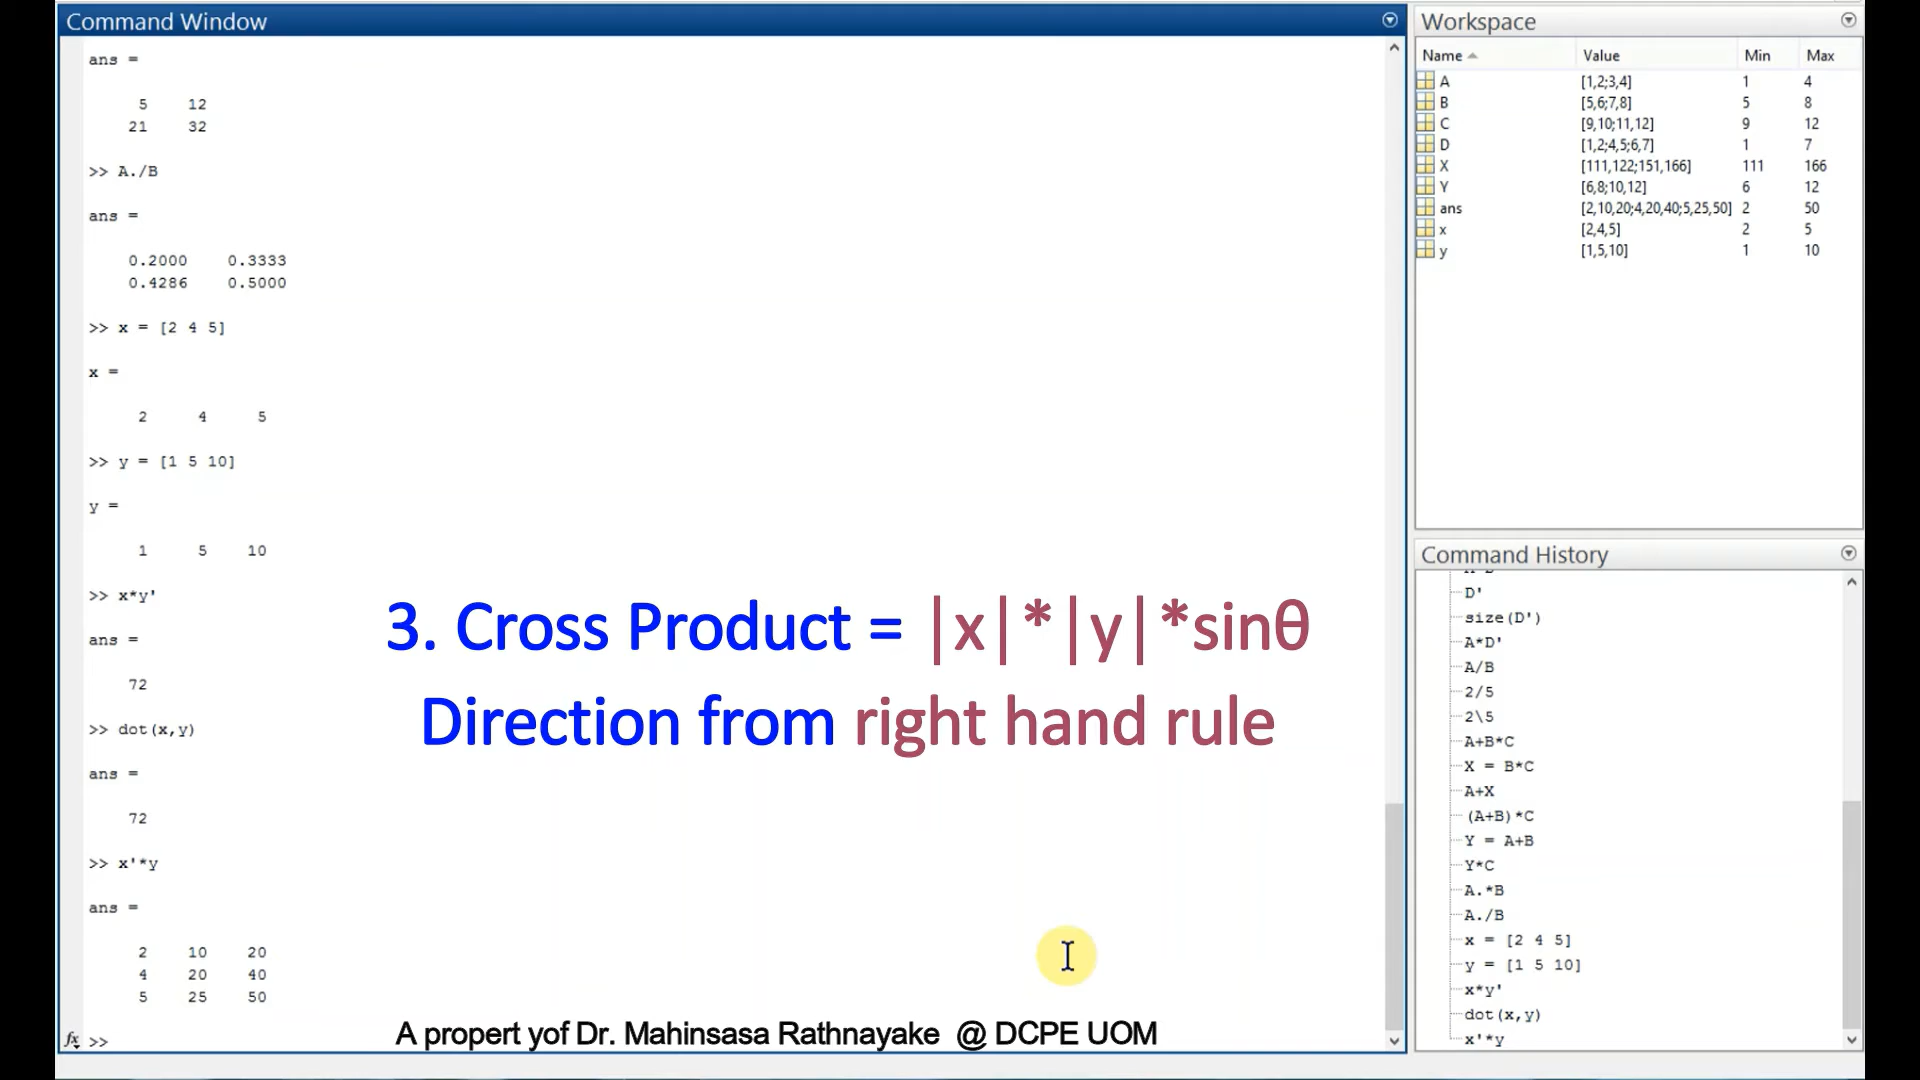 Command Window
ans =
5 12
21 32
>> A./B
ans =
0.2000 0.3333
0.4286 0.5000
>> x = [2 4 5]
x =
2 4 5
>> y = [1 5 10]
y =
1 5 10
>> x*y'
ans =
72
>> dot(x,y)
ans =
72
>> x'*y
ans =
2 10 20
4 20 40
5 25 50
fx >>
3. Cross Product = |x|*|y|*sinθ
Direction from right hand rule
A propert yof Dr. Mahinsasa Rathnayake @ DCPE UOM
Workspace
Name Value Min Max
A [1,2;3,4] 1 4
B [5,6;7,8] 5 8
C [9,10;11,12] 9 12
D [1,2;4,5;6,7] 1 7
X [111,122;151,166] 111 166
Y [6,8;10,12] 6 12
ans [2,10,20;4,20,40;5,25,50] 2 50
x [2,4,5] 2 5
y [1,5,10] 1 10
Command History
D'
size(D')
A*D'
A/B
2/5
2\5
A+B*C
X = B*C
A+X
(A+B)*C
Y = A+B
Y*C
A.*B
A./B
x = [2 4 5]
y = [1 5 10]
x*y'
dot(x,y)
x'*y